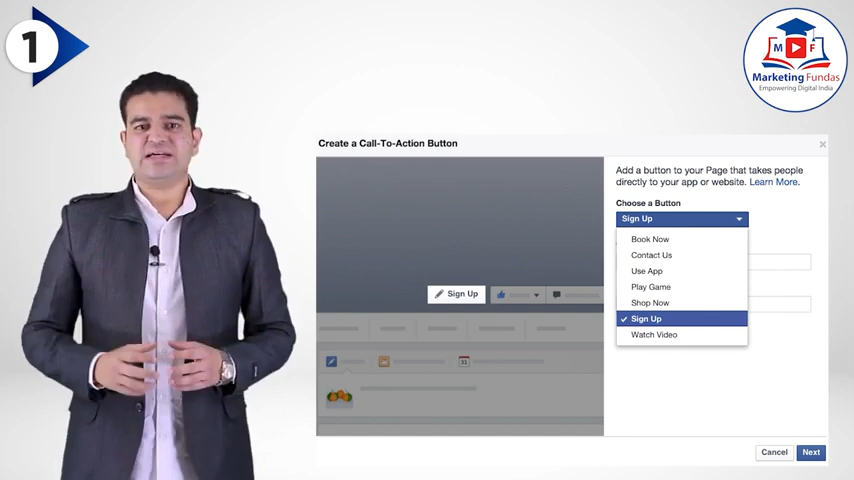 1
M F
Marketing Fundas
Empowering Digital India
Create a Call-To-Action Button
Add a button to your Page that takes people
directly to your app or website. Learn More.
Choose a Button
Sign Up
Book Now
Contact Us
Use App
Play Game
Shop Now
Sign Up
Watch Video
Sign Up
31
Cancel Next